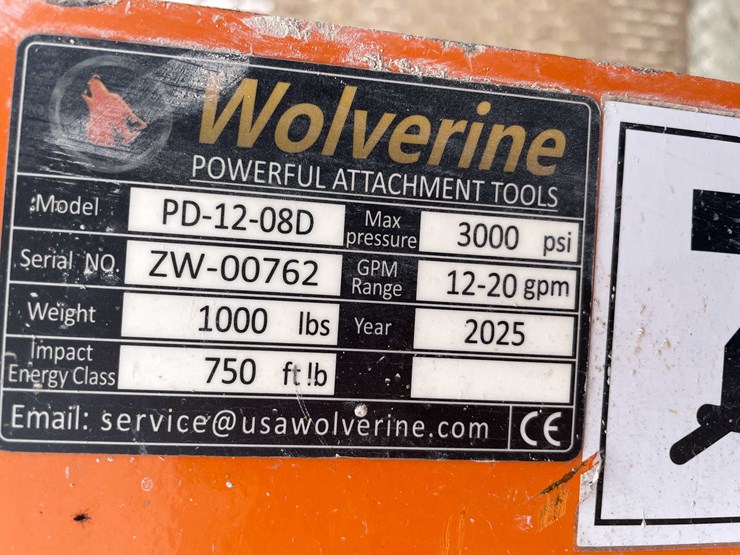 Wolverine
POWERFUL ATTACHMENT TOOLS
Model PD-12-08D Max pressure 3000 psi
Serial NO. ZW-00762 GPM Range 12-20 gpm
Weight 1000 lbs Year 2025
Impact Energy Class 750 ft lb
Email: service@usawolverine.com CE